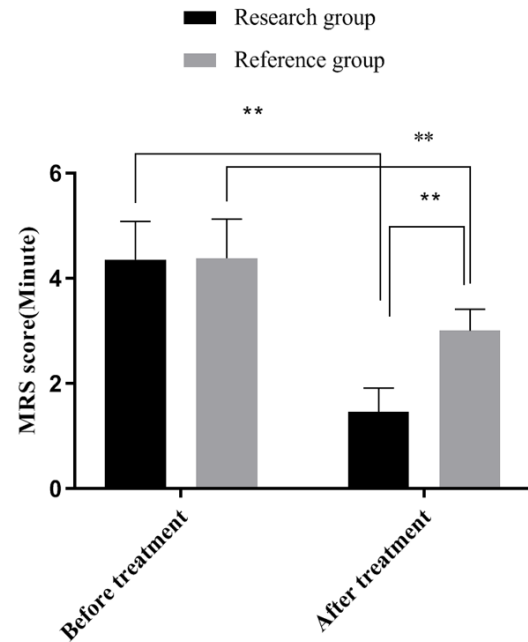 Research group
Reference group
**
**
**
6
4
2
0
MRS score(Minute)
Before treatment
After treatment